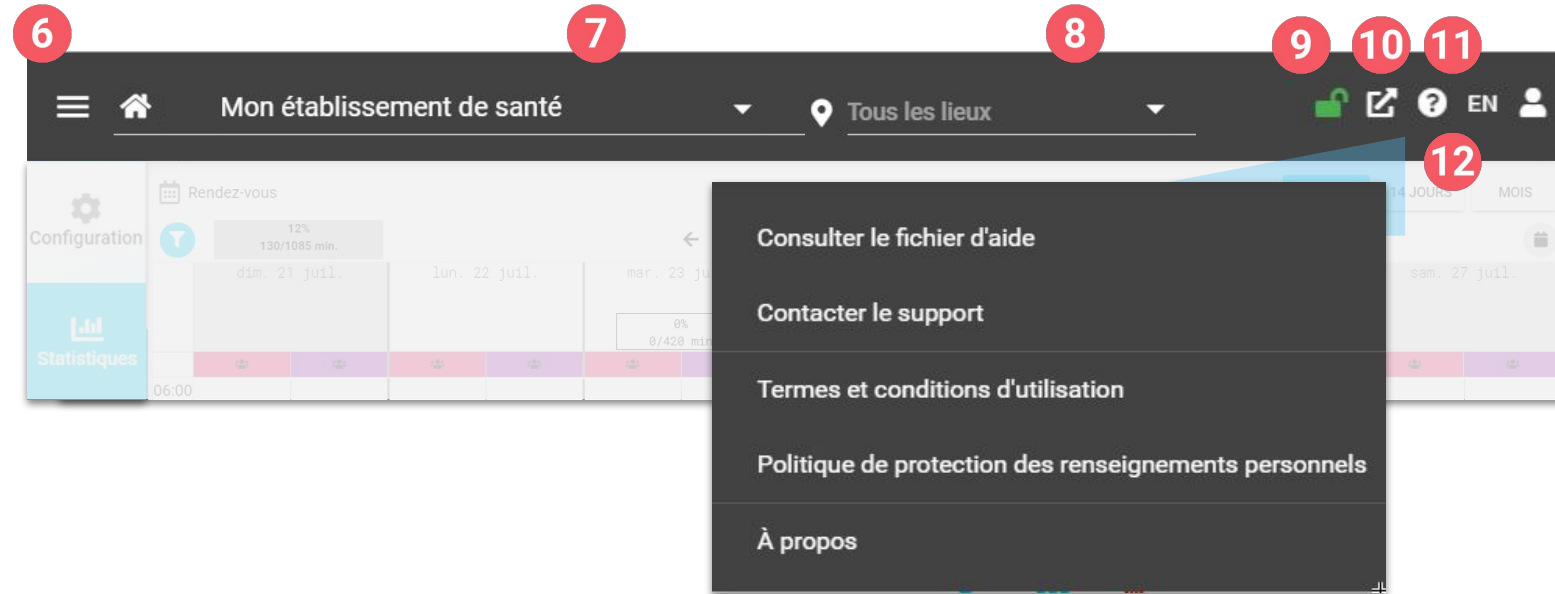 6
7
8
9
10
11
Mon établissement de santé
Tous les lieux
EN
12
Configuration
Rendez-vous
14 JOURS
MOIS
12%
130/1085 min.
dim. 21 juil.
lun. 22 juil.
mar. 23
sam. 27 juil.
0%
0/420
Statistiques
06:00
Consulter le fichier d'aide
Contacter le support
Termes et conditions d'utilisation
Politique de protection des renseignements personnels
À propos